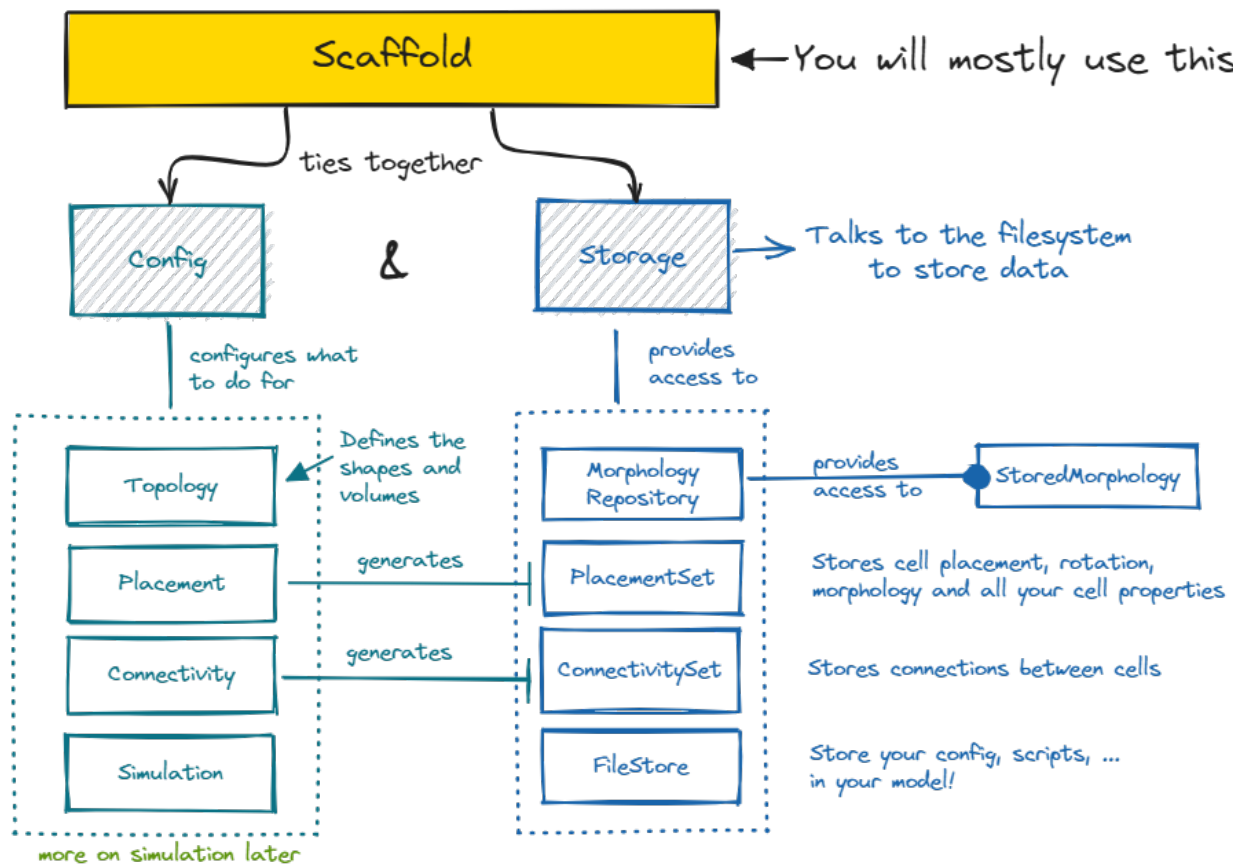 Scaffold
You will mostly use this
ties together
Config
&
Storage
Talks to the filesystem
to store data
configures what
to do for
provides
access to
Topology
Defines the
shapes and
volumes
Morphology
Repository
provides
access to
StoredMorphology
Placement
generates
PlacementSet
Stores cell placement, rotation,
morphology and all your cell properties
Connectivity
generates
ConnectivitySet
Stores connections between cells
Simulation
FileStore
Store your config, scripts, ...
in your model!
more on simulation later